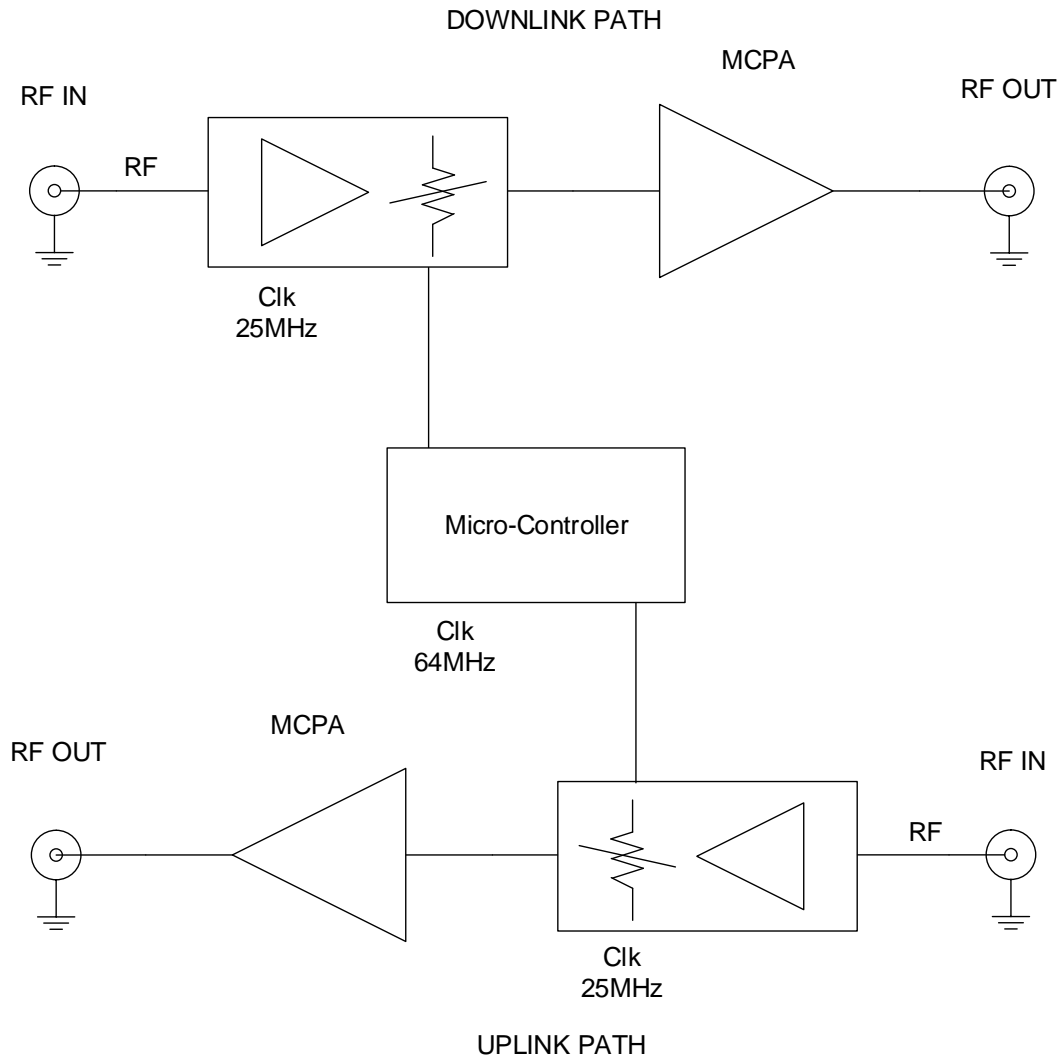 DOWNLINK PATH
MCPA
RF IN
RF OUT
RF
Clk
25MHz
Micro-Controller
Clk
64MHz
MCPA
RF OUT
RF IN
RF
Clk
25MHz
UPLINK PATH